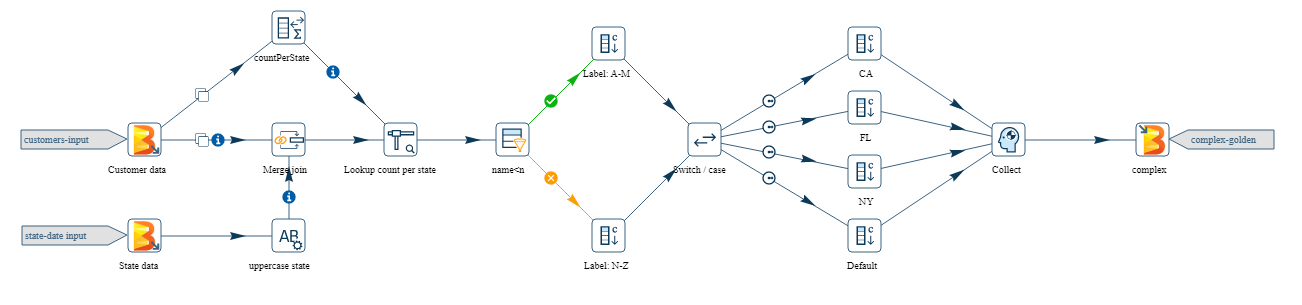 countPerState
Label: A-M
CA
customers-input
Customer data
Merge join
Lookup count per state
name<n
Switch / case
FL
Collect
complex
complex-golden
NY
state-date input
State data
AB
uppercase state
Label: N-Z
Default
C
C
C
C
C
C
Σ